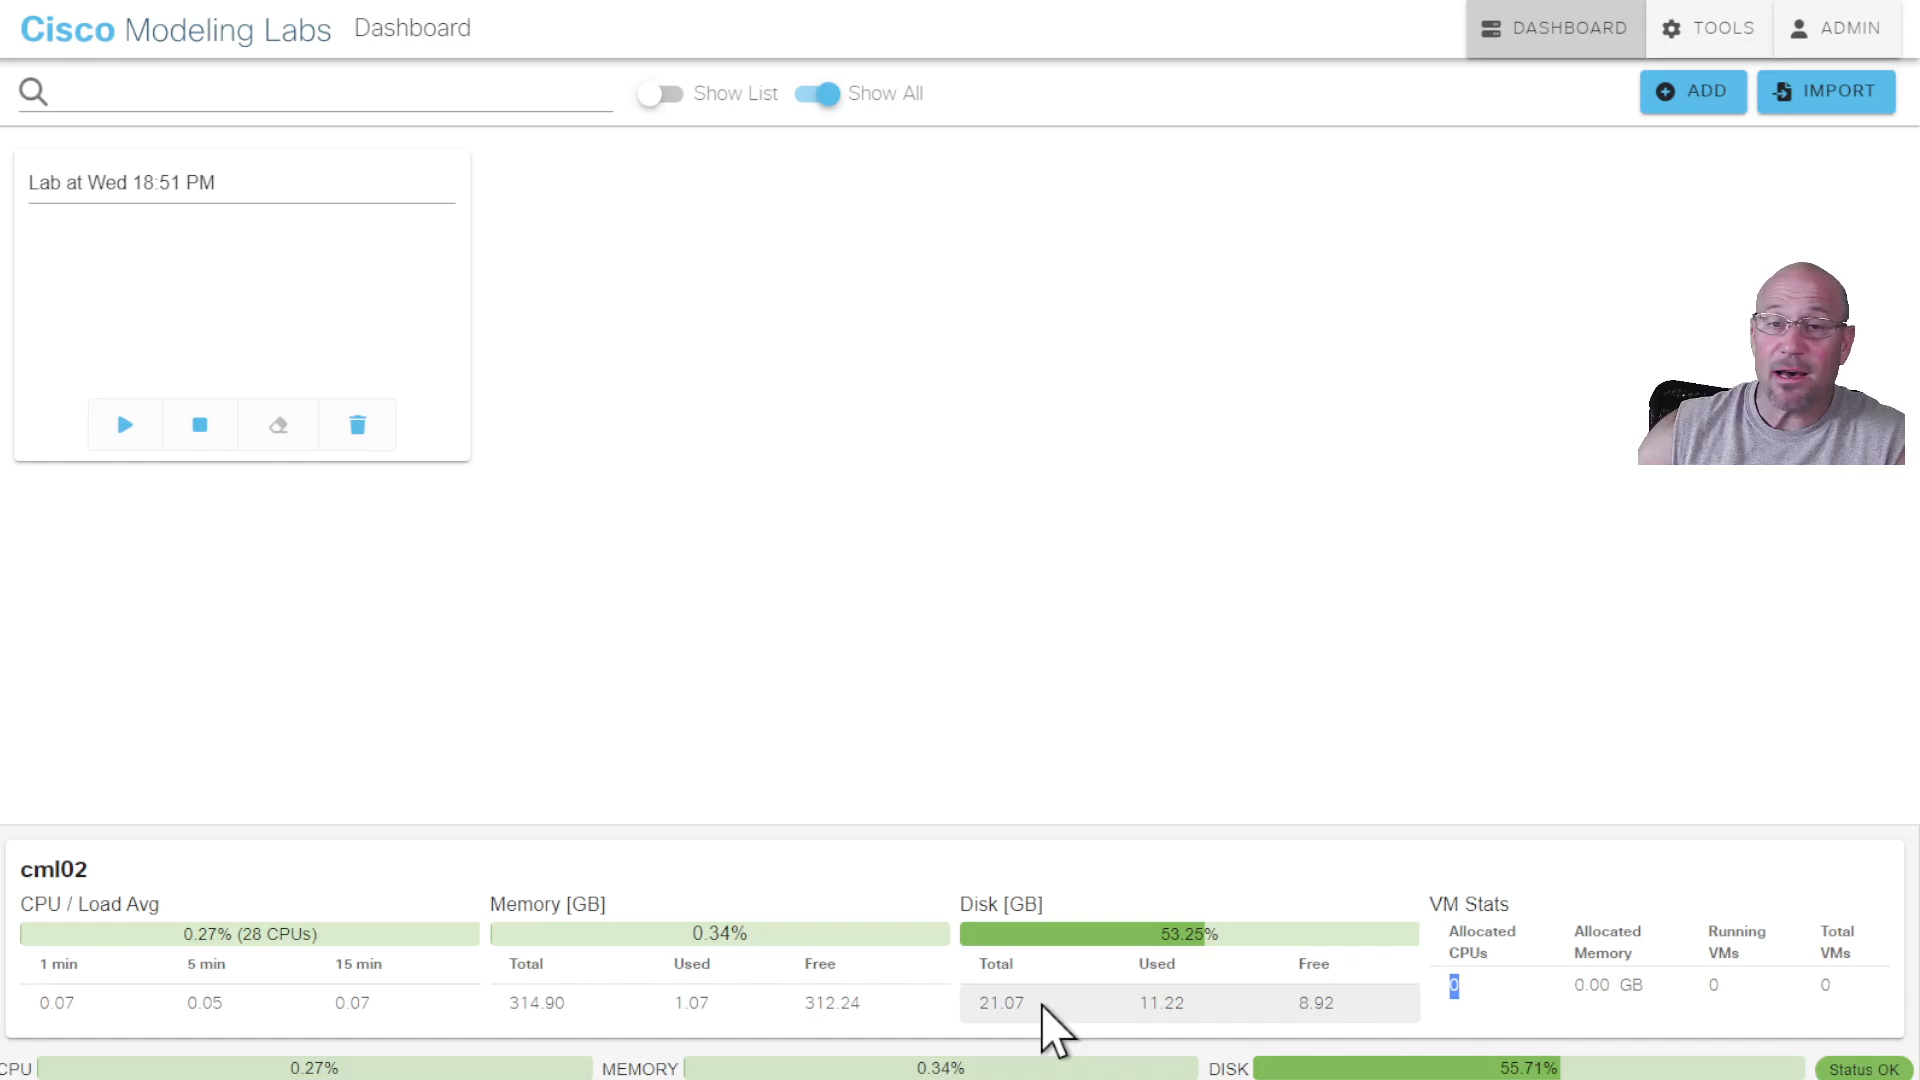 Cisco Modeling Labs Dashboard DASHBOARD TOOLS ADMIN
Show List Show All ADD IMPORT
Lab at Wed 18:51 PM
cml02
CPU / Load Avg Memory [GB] Disk [GB] VM Stats
0.27% (28 CPUs) 0.34% 53.25% Allocated CPUs Allocated Memory Running VMs Total VMs
1 min 5 min 15 min Total Used Free Total Used Free
0.07 0.05 0.07 314.90 1.07 312.24 21.07 11.22 8.92 0 0.00 GB 0 0
CPU 0.27% MEMORY 0.34% DISK 55.71% Status OK